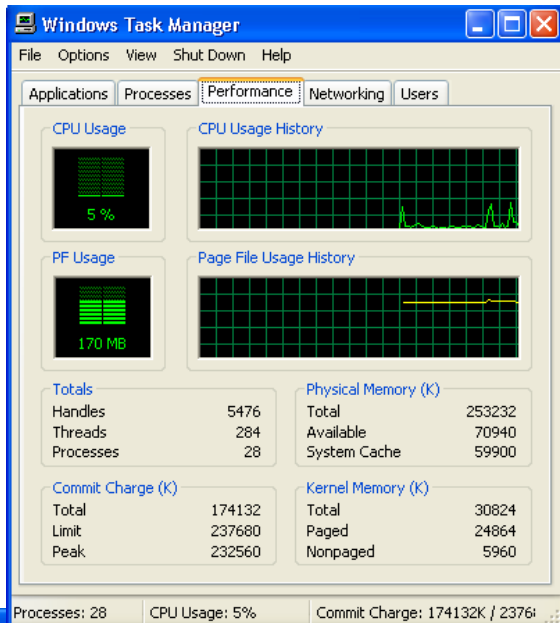 Windows Task Manager
File Options View Shut Down Help
Applications Processes Performance Networking Users
CPU Usage CPU Usage History
5 %
PF Usage Page File Usage History
170 MB
Totals Physical Memory (K)
Handles 5476 Total 253232
Threads 284 Available 70940
Processes 28 System Cache 59900
Commit Charge (K) Kernel Memory (K)
Total 174132 Total 30824
Limit 237680 Paged 24864
Peak 232560 Nonpaged 5960
Processes: 28 CPU Usage: 5% Commit Charge: 174132K / 2376